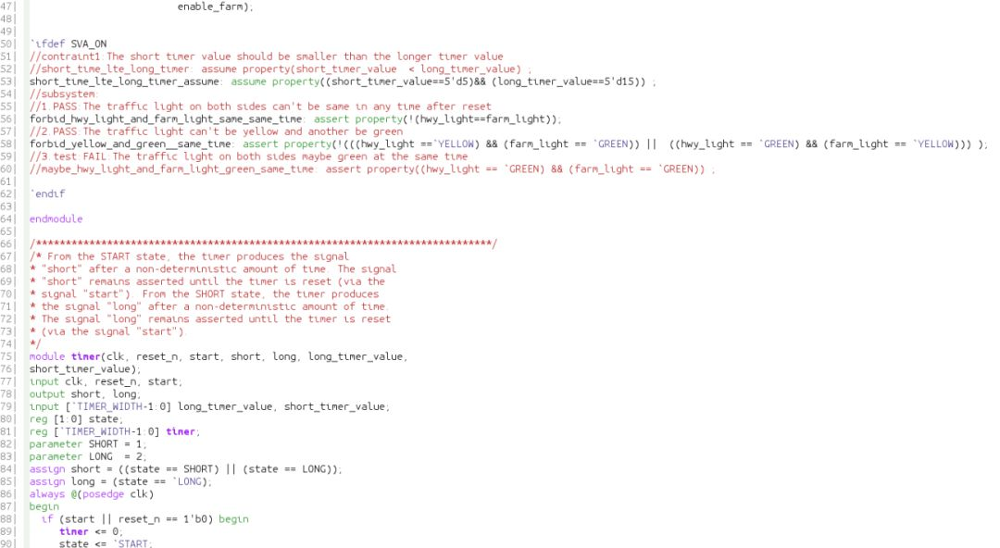 47| enable_farm);
48|
49|
50| `ifdef SVA_ON
51| //contraint1:The short timer value should be smaller than the longer timer value
52| //short_time_lte_long_timer: assume property(short_timer_value  < long_timer_value) ;
53| short_time_lte_long_timer_assume: assume property((short_timer_value==5'd5)&& (long_timer_value==5'd15)) ;
54| //subsystem:
55| //1.PASS:The traffic light on both sides can't be same in any time after reset
56| forbid_hwy_light_and_farm_light_same_same_time: assert property(!(hwy_light==farm_light));
57| //2.PASS:The traffic light can't be yellow and another be green
58| forbid_yellow_and_green__same_time: assert property(!(((hwy_light ==`YELLOW) && (farm_light == `GREEN)) ||  ((hwy_light == `GREEN) && (farm_light == `YELLOW))) );
59| //3.test FAIL:The traffic light on both sides maybe green at the same time
60| //maybe_hwy_light_and_farm_light_green_same_time: assert property((hwy_light == `GREEN) && (farm_light == `GREEN)) ;
61|
62| `endif
63|
64| endmodule
65|
66| /*****************************************************************************/
67| /* From the START state, the timer produces the signal
68| * "short" after a non-deterministic amount of time. The signal
69| * "short" remains asserted until the timer is reset (via the
70| * signal "start"). From the SHORT state, the timer produces
71| * the signal "long" after a non-deterministic amount of time.
72| * The signal "long" remains asserted until the timer is reset
73| * (via the signal "start").
74| */
75| module timer(clk, reset_n, start, short, long, long_timer_value,
76| short_timer_value);
77| input clk, reset_n, start;
78| output short, long;
79| input [`TIMER_WIDTH-1:0] long_timer_value, short_timer_value;
80| reg [1:0] state;
81| reg [`TIMER_WIDTH-1:0] timer;
82| parameter SHORT = 1;
83| parameter LONG  = 2;
84| assign short = ((state == SHORT) || (state == LONG));
85| assign long = (state == `LONG);
86| always @(posedge clk)
87| begin
88| if (start || reset_n == 1'b0) begin
89| timer <= 0;
90| state <= `START;